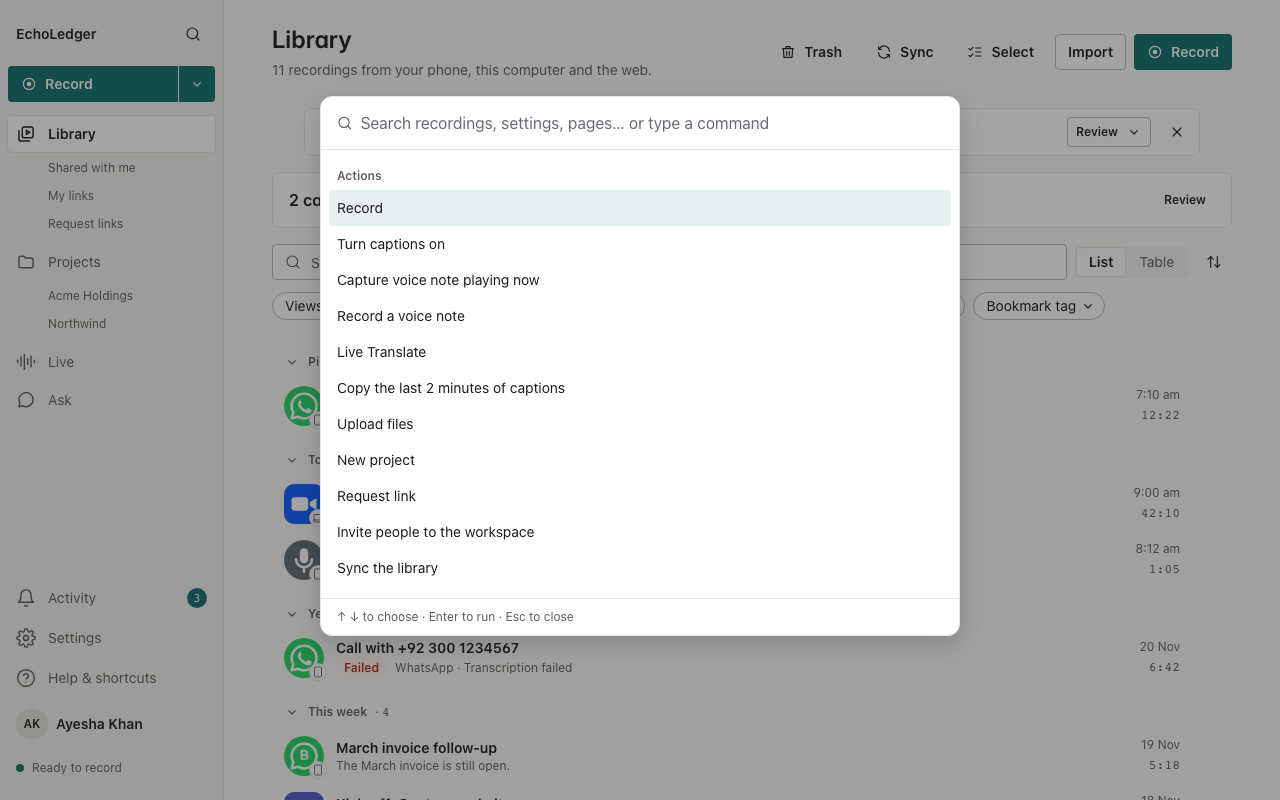 EchoLedger
Record
Library
Shared with me
My links
Request links
Projects
Acme Holdings
Northwind
Live
Ask
Activity 3
Settings
Help & shortcuts
AK Ayesha Khan
Ready to record
Library
11 recordings from your phone, this computer and the web.
Trash Sync Select Import Record
Review
Search recordings, settings, pages... or type a command
Actions
Record
Turn captions on
Capture voice note playing now
Record a voice note
Live Translate
Copy the last 2 minutes of captions
Upload files
New project
Request link
Invite people to the workspace
Sync the library
↑ ↓ to choose · Enter to run · Esc to close
2
Review
List Table
Views
Bookmark tag
7:10 am
12:22
9:00 am
42:10
8:12 am
1:05
Call with +92 300 1234567
Failed WhatsApp · Transcription failed
20 Nov
6:42
This week · 4
B
March invoice follow-up
The March invoice is still open.
19 Nov
5:18